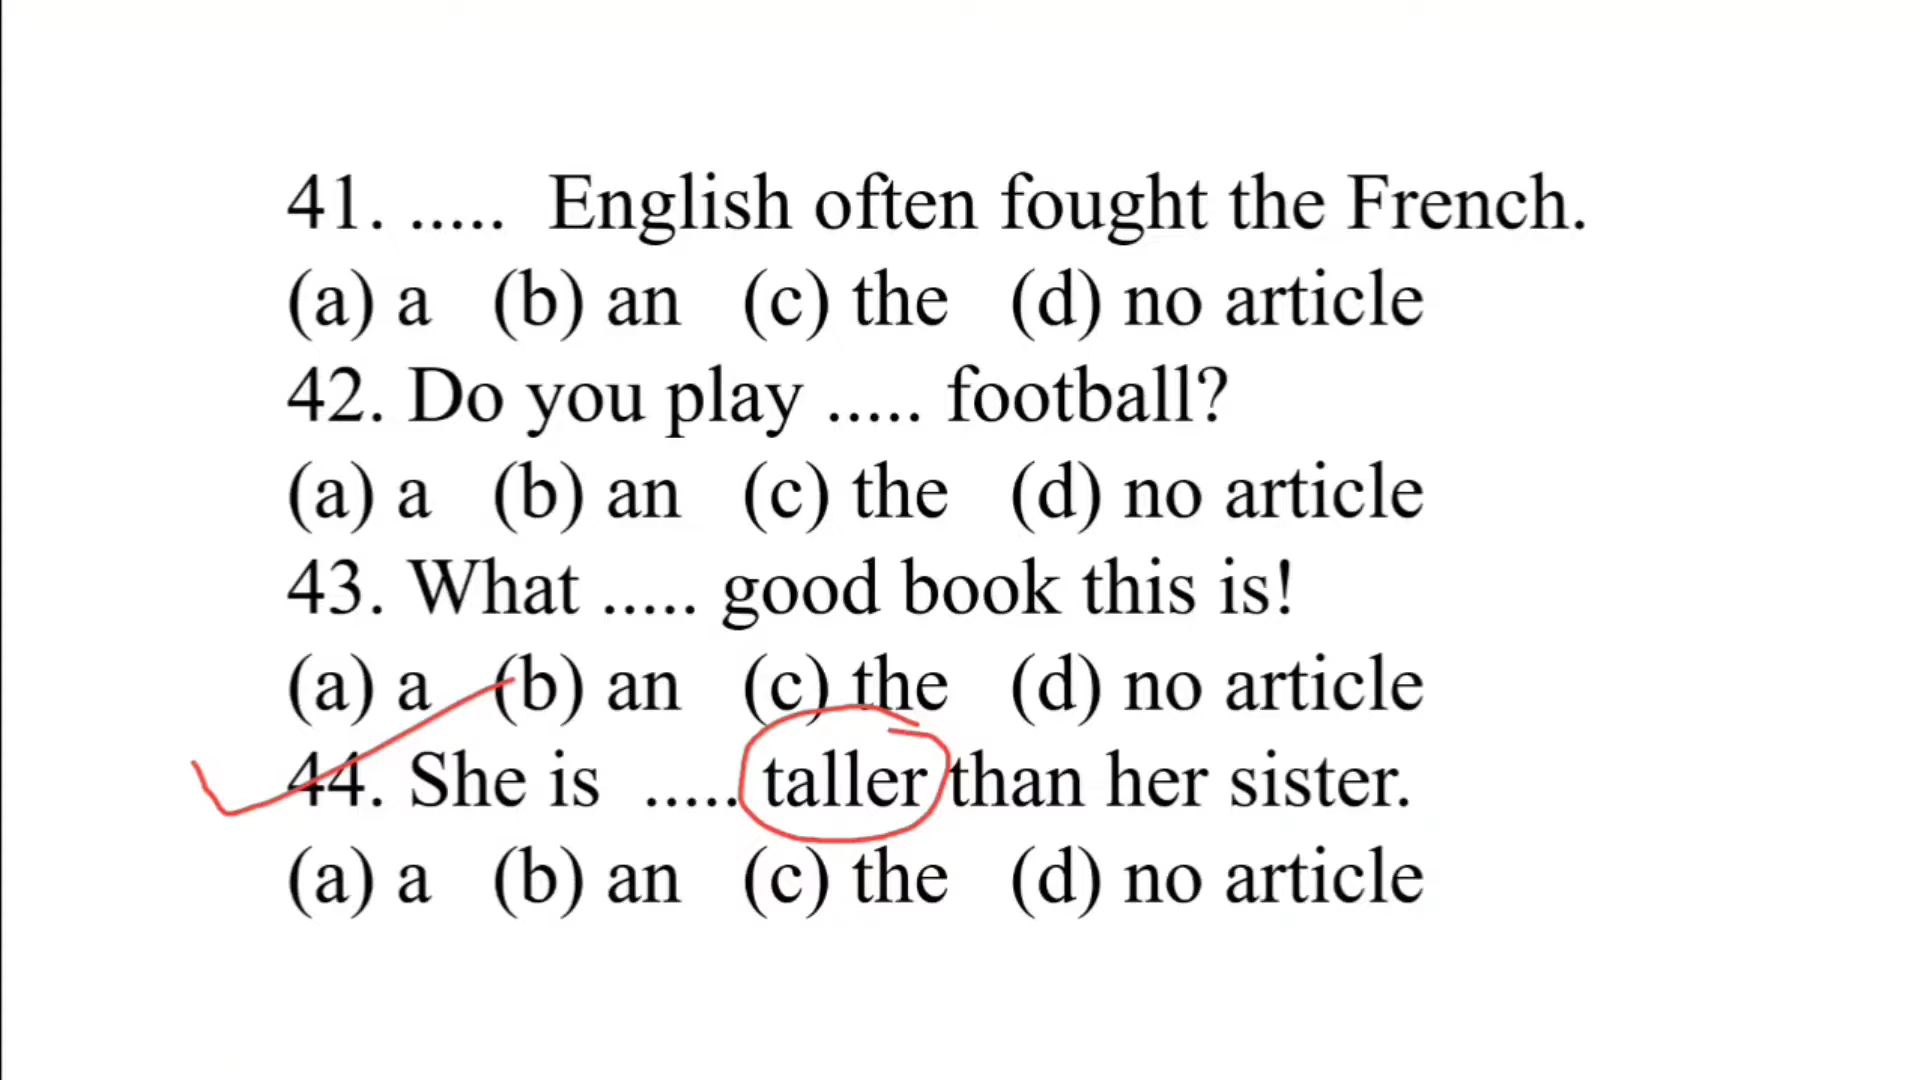 41. ..... English often fought the French.
(a) a (b) an (c) the (d) no article
42. Do you play ..... football?
(a) a (b) an (c) the (d) no article
43. What ..... good book this is!
(a) a (b) an (c) the (d) no article
44. She is ..... taller than her sister.
(a) a (b) an (c) the (d) no article